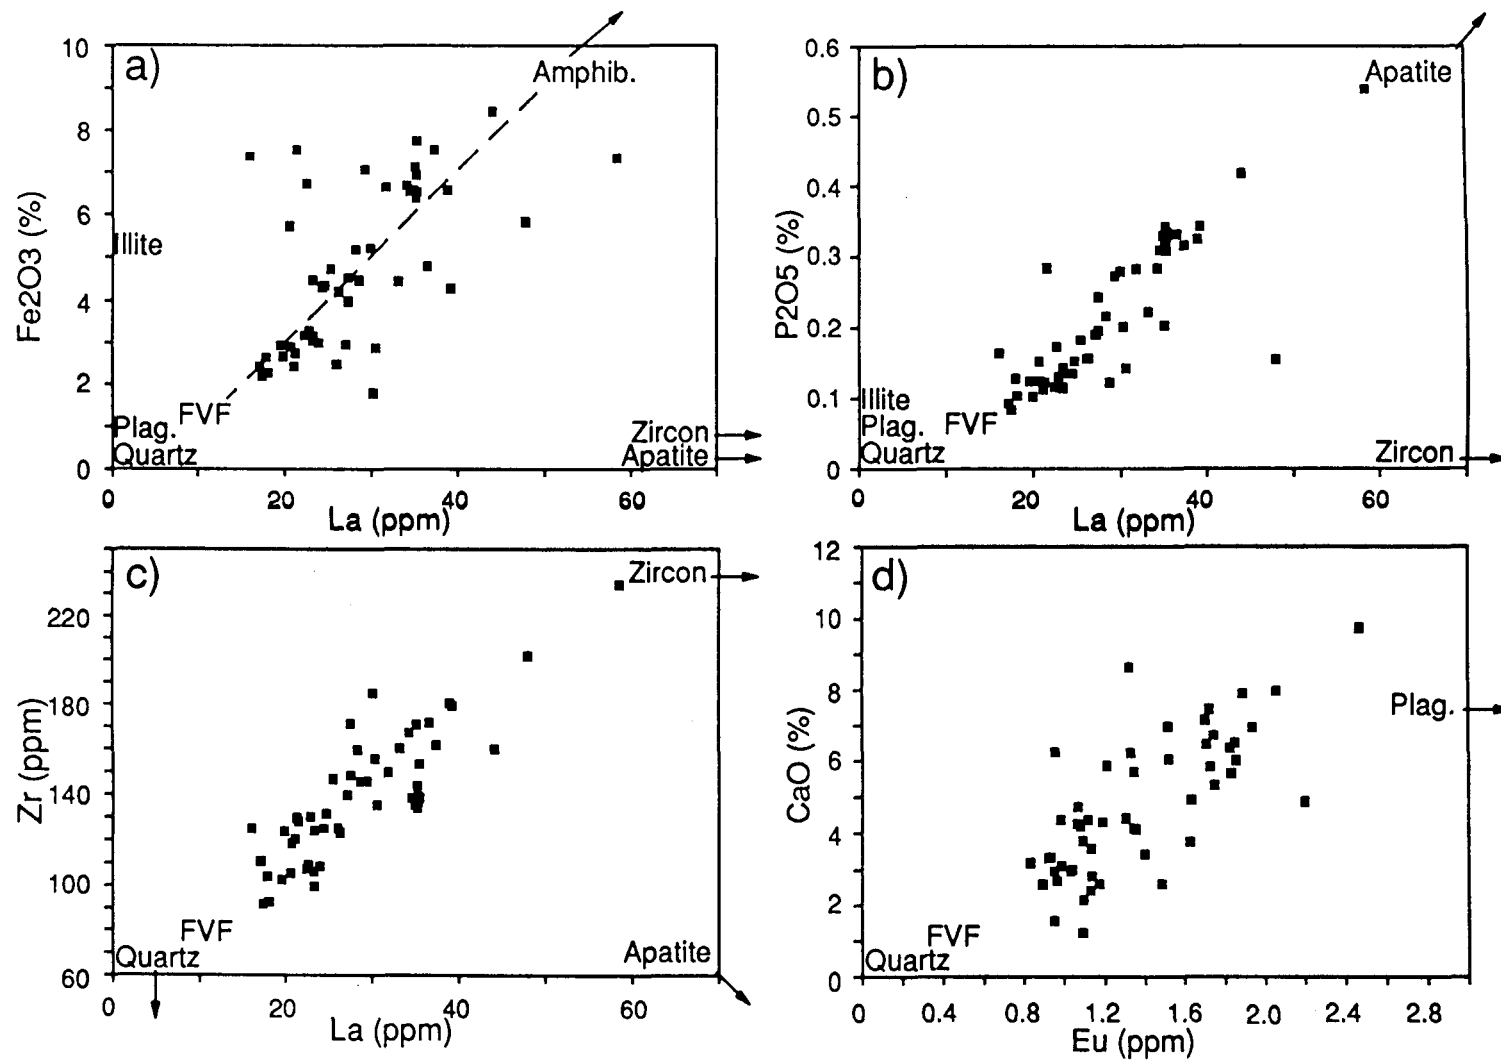 a)
Fe2O3 (%)
10
8
6
4
2
0
Amphib.
Illite
FVF
Plag.
Quartz
Zircon
Apatite
0 20 40 60
La (ppm)
b)
P2O5 (%)
0.6
0.5
0.4
0.3
0.2
0.1
0
Apatite
Illite
Plag.
FVF
Quartz
Zircon
0 20 40 60
La (ppm)
c)
Zr (ppm)
220
180
140
100
60
Zircon
FVF
Quartz
Apatite
0 20 40 60
La (ppm)
d)
CaO (%)
12
10
8
6
4
2
0
Plag.
FVF
Quartz
0 0.4 0.8 1.2 1.6 2.0 2.4 2.8
Eu (ppm)